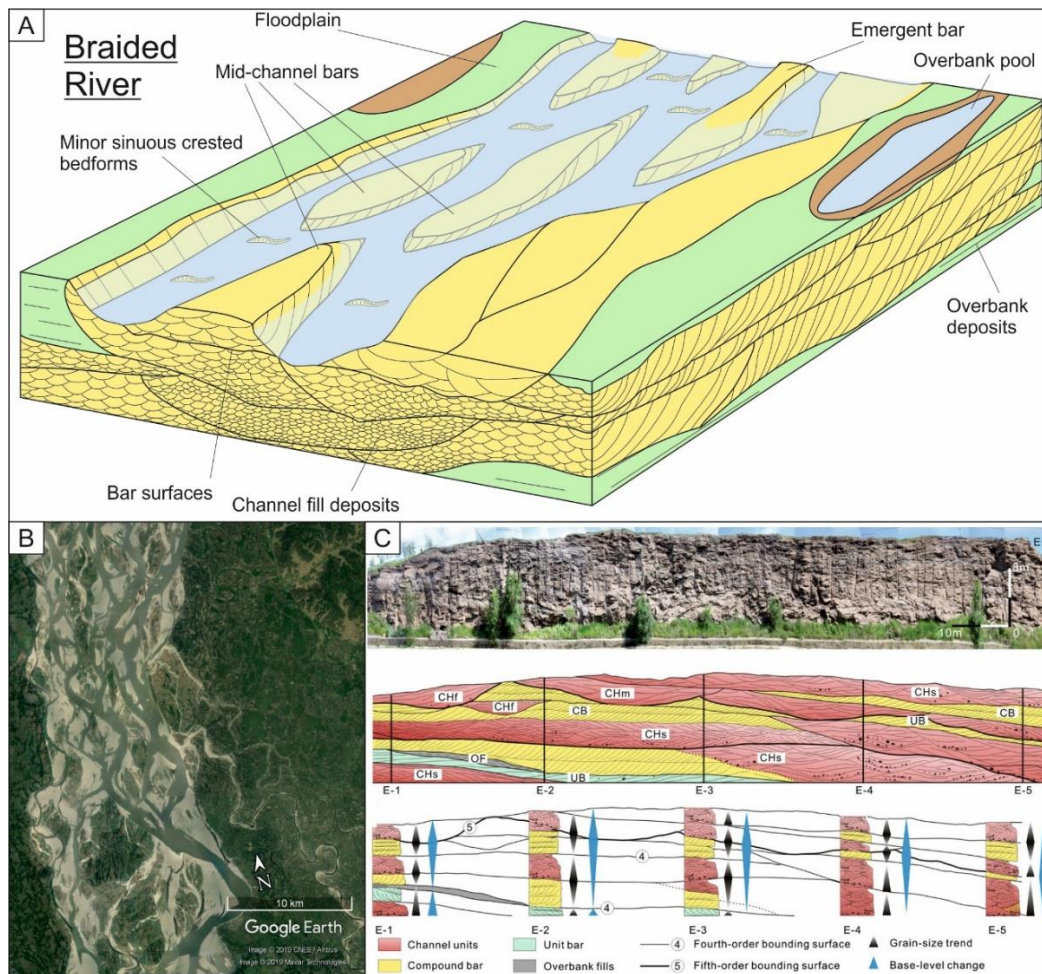 A
Braided
River
Floodplain
Mid-channel bars
Minor sinuous crested
bedforms
Emergent bar
Overbank pool
Overbank
deposits
Bar surfaces
Channel fill deposits
B
N
10 km
Google Earth
Image © 2019 CNES / Airbus
Image © 2019 Maxar Technologies
C
E
8m
10m
0
CHf
CHm
CHs
CHf
CB
UB
CB
CHs
OF
CHs
CHs
UB
E-1
E-2
E-3
E-4
E-5
5
4
4
E-1
E-2
E-3
E-4
E-5
Channel units
Unit bar
4
Fourth-order bounding surface
Grain-size trend
Compound bar
Overbank fills
5
Fifth-order bounding surface
Base-level change